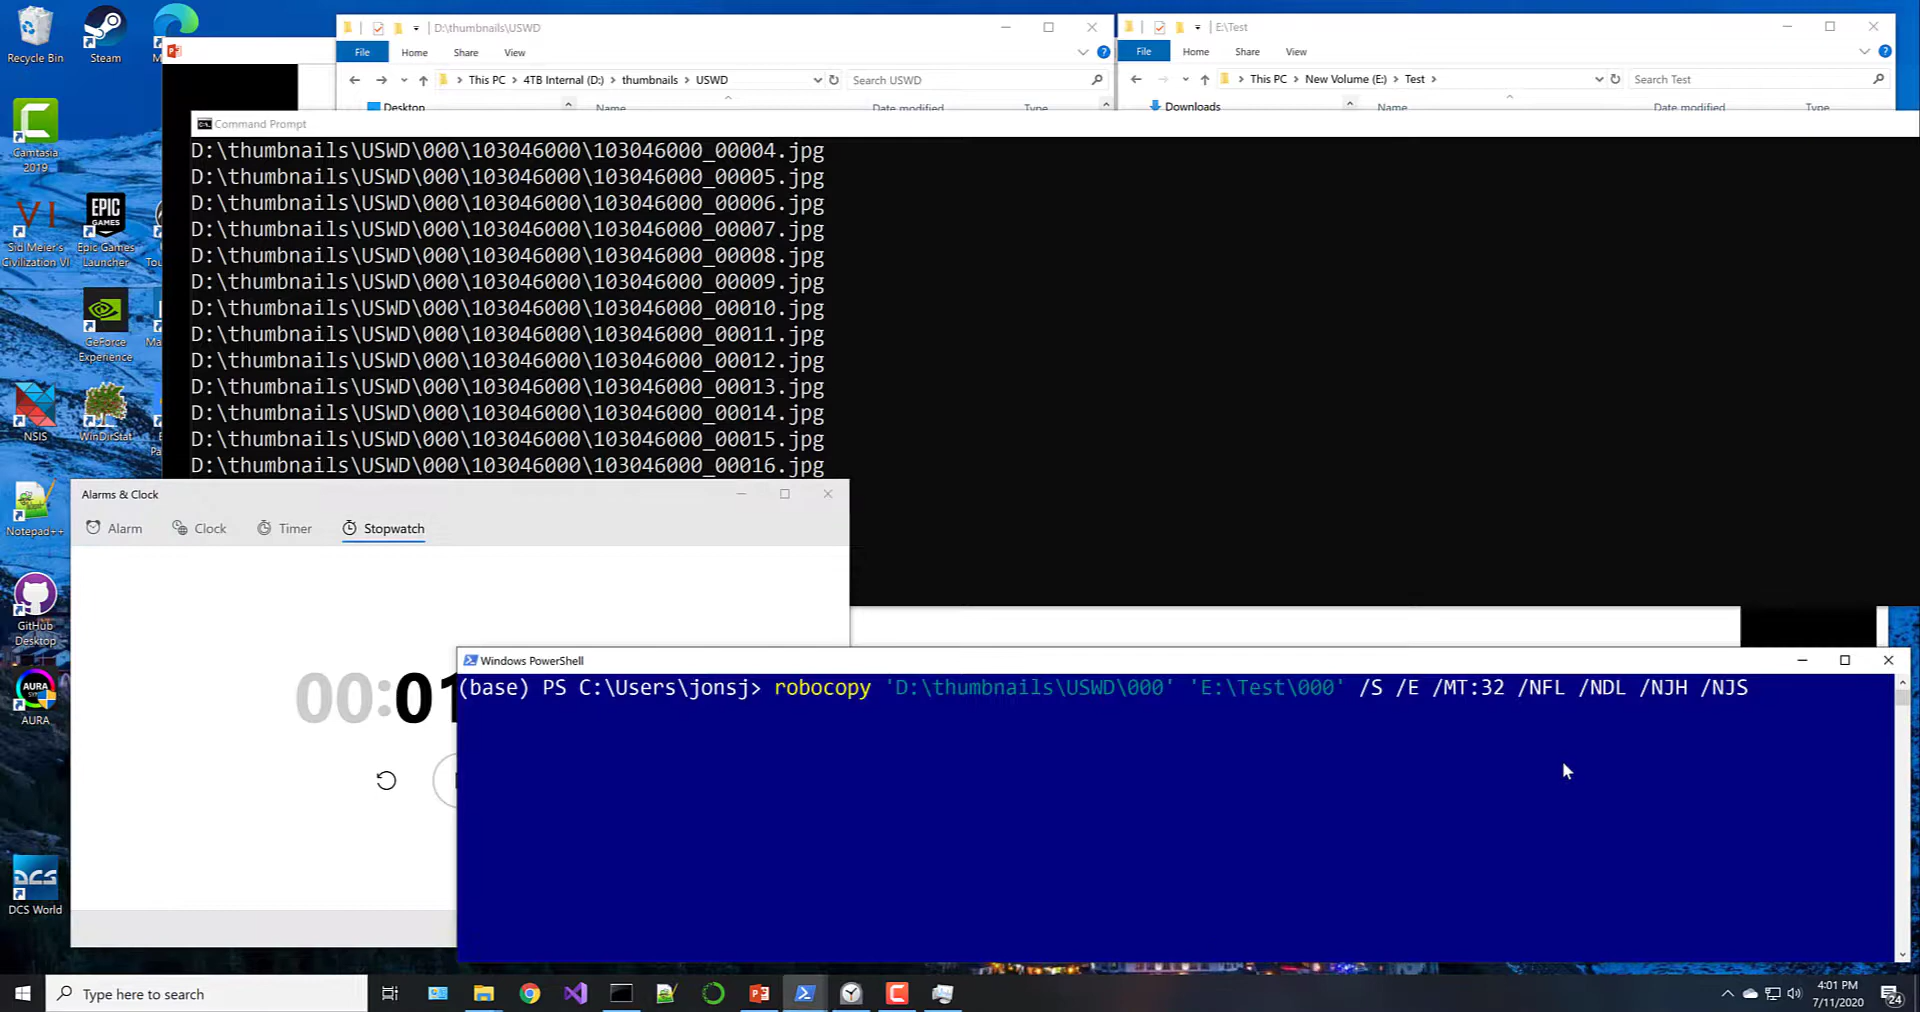 Recycle Bin
Steam
Camtasia
2019
Sid Meier's
Civilization VI
Epic Games
Launcher
GeForce
Experience
NSIS
WinDirStat
Notepad++
GitHub
Desktop
AURA
DCS World
D:\thumbnails\USWD
File
Home
Share
View
This PC > 4TB Internal (D:) > thumbnails > USWD
Search USWD
Desktop
Name
Date modified
Type
E:\Test
File
Home
Share
View
This PC > New Volume (E:) > Test >
Search Test
Downloads
Name
Date modified
Type
Command Prompt
D:\thumbnails\USWD\000\103046000\103046000_00004.jpg
D:\thumbnails\USWD\000\103046000\103046000_00005.jpg
D:\thumbnails\USWD\000\103046000\103046000_00006.jpg
D:\thumbnails\USWD\000\103046000\103046000_00007.jpg
D:\thumbnails\USWD\000\103046000\103046000_00008.jpg
D:\thumbnails\USWD\000\103046000\103046000_00009.jpg
D:\thumbnails\USWD\000\103046000\103046000_00010.jpg
D:\thumbnails\USWD\000\103046000\103046000_00011.jpg
D:\thumbnails\USWD\000\103046000\103046000_00012.jpg
D:\thumbnails\USWD\000\103046000\103046000_00013.jpg
D:\thumbnails\USWD\000\103046000\103046000_00014.jpg
D:\thumbnails\USWD\000\103046000\103046000_00015.jpg
D:\thumbnails\USWD\000\103046000\103046000_00016.jpg
Alarms & Clock
Alarm
Clock
Timer
Stopwatch
00:01
Windows PowerShell
(base) PS C:\Users\jonsj> robocopy 'D:\thumbnails\USWD\000' 'E:\Test\000' /S /E /MT:32 /NFL /NDL /NJH /NJS
Type here to search
4:01 PM
7/11/2020
24